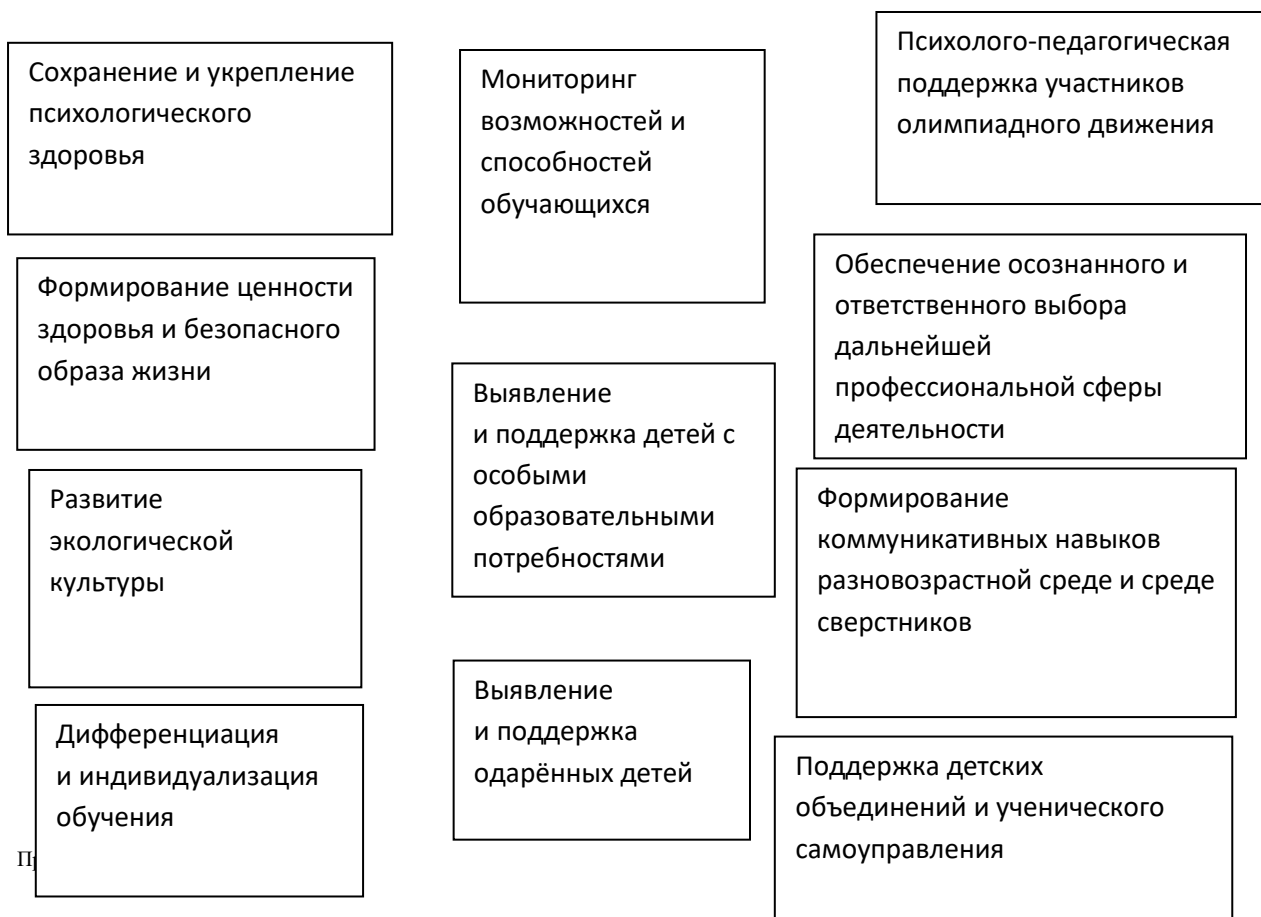 Сохранение и укрепление
психологического
здоровья
Формирование ценности
здоровья и безопасного
образа жизни
Развитие
экологической
культуры
Дифференциация
и индивидуализация
обучения
Мониторинг
возможностей и
способностей
обучающихся
Выявление
и поддержка детей с
особыми
образовательными
потребностями
Выявление
и поддержка
одарённых детей
Психолого-педагогическая
поддержка участников
олимпиадного движения
Обеспечение осознанного и
ответственного выбора
дальнейшей
профессиональной сферы
деятельности
Формирование
коммуникативных навыков
разновозрастной среде и среде
сверстников
Поддержка детских
объединений и ученического
самоуправления